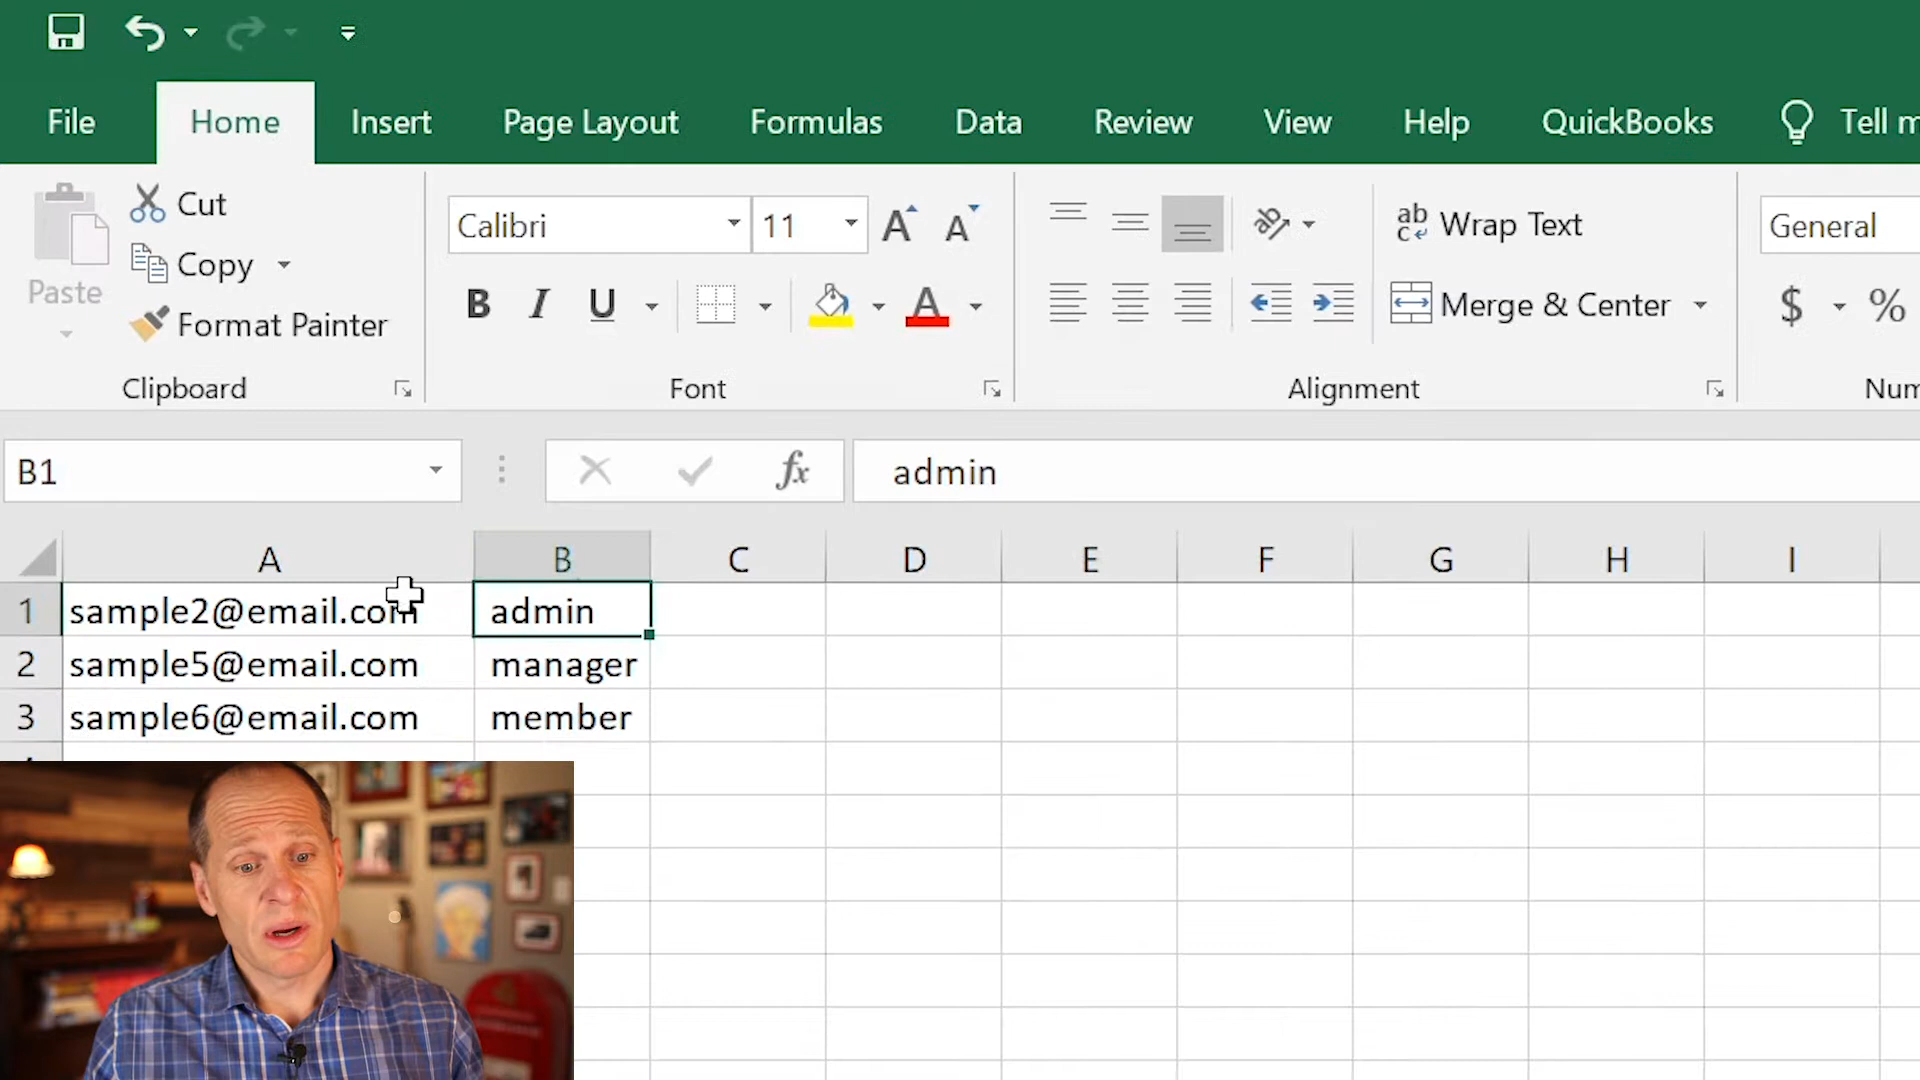 File Home Insert Page Layout Formulas Data Review View Help QuickBooks Tell m
Cut
Copy
Paste
Format Painter
Clipboard
Calibri 11
B I U A
Font
ab Wrap Text
Merge & Center
Alignment
General
$ %
Num
B1 fx admin
A B C D E F G H I
1 sample2@email.com admin
2 sample5@email.com manager
3 sample6@email.com member